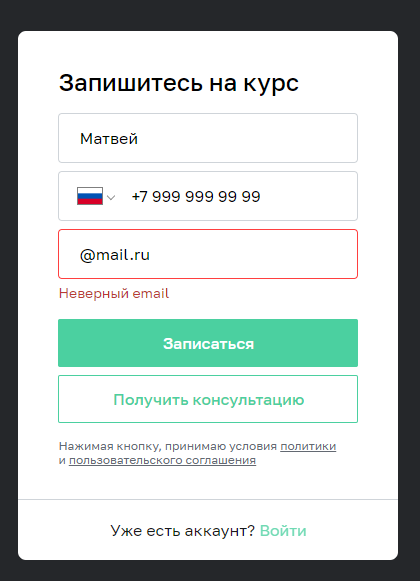 Запишитесь на курс
Матвей
+7 999 999 99 99
@mail.ru
Неверный email
Записаться
Получить консультацию
Нажимая кнопку, принимаю условия политики
и пользовательского соглашения
Уже есть аккаунт? Войти